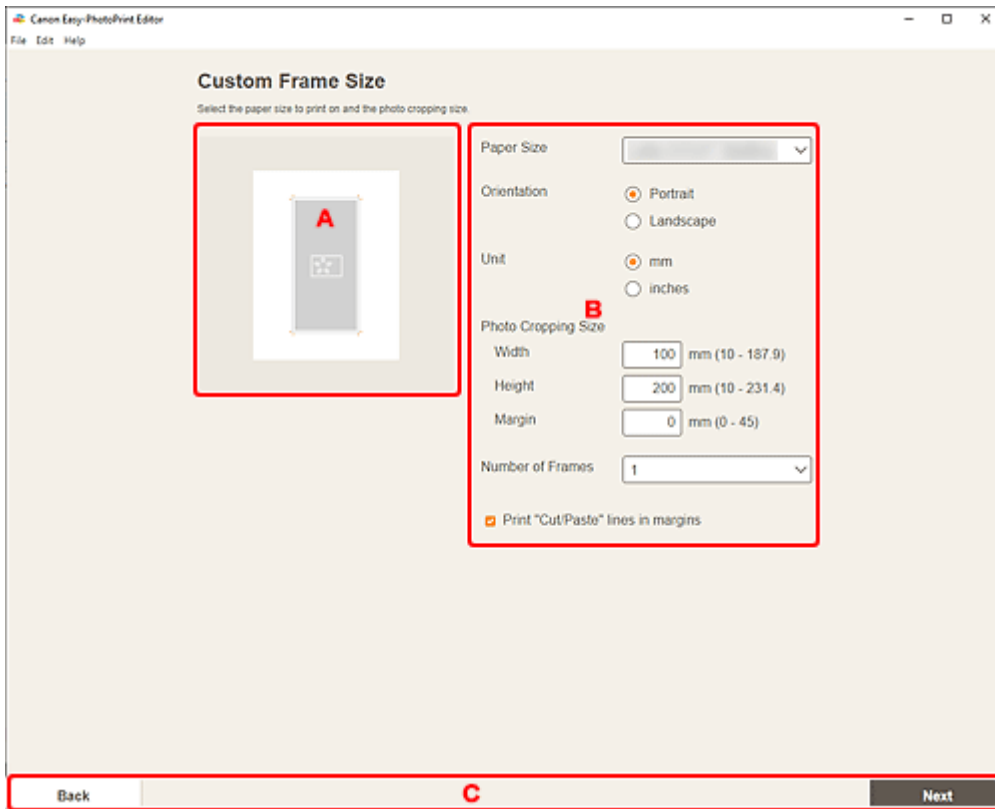 Canon Easy-PhotoPrint Editor
File Edit Help
Custom Frame Size
Select the paper size to print on and the photo cropping size.
A
Paper Size
Orientation
Portrait
Landscape
Unit
mm
inches
B
Photo Cropping Size
Width 100 mm (10 - 187.9)
Height 200 mm (10 - 231.4)
Margin 0 mm (0 - 45)
Number of Frames 1
Print "Cut/Paste" lines in margins
Back C Next